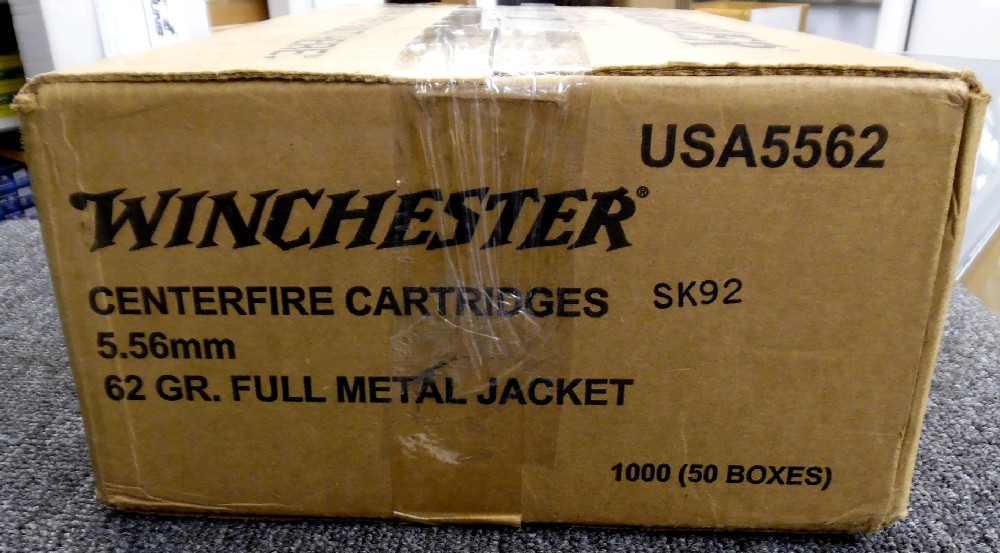 USA5562
WINCHESTER®
CENTERFIRE CARTRIDGES SK92
5.56mm
62 GR. FULL METAL JACKET
1000 (50 BOXES)